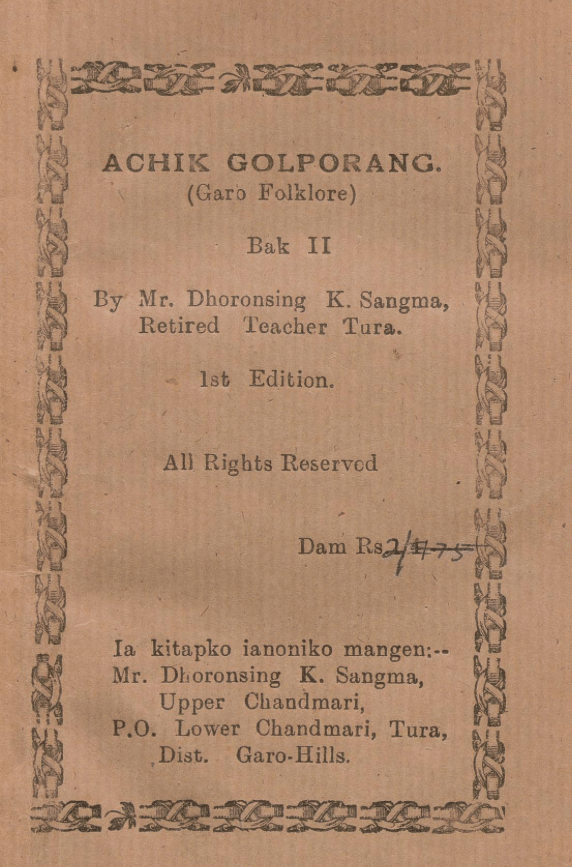 ACHIK GOLPORANG.
(Garo Folklore)
Bak II
By Mr. Dhoronsing K. Sangma,
Retired Teacher Tura.
1st Edition.
All Rights Reserved
Dam Rs 2/
Ia kitapko ianoniko mangen:--
Mr. Dhoronsing K. Sangma,
Upper Chandmari,
P.O. Lower Chandmari, Tura,
Dist. Garo-Hills.